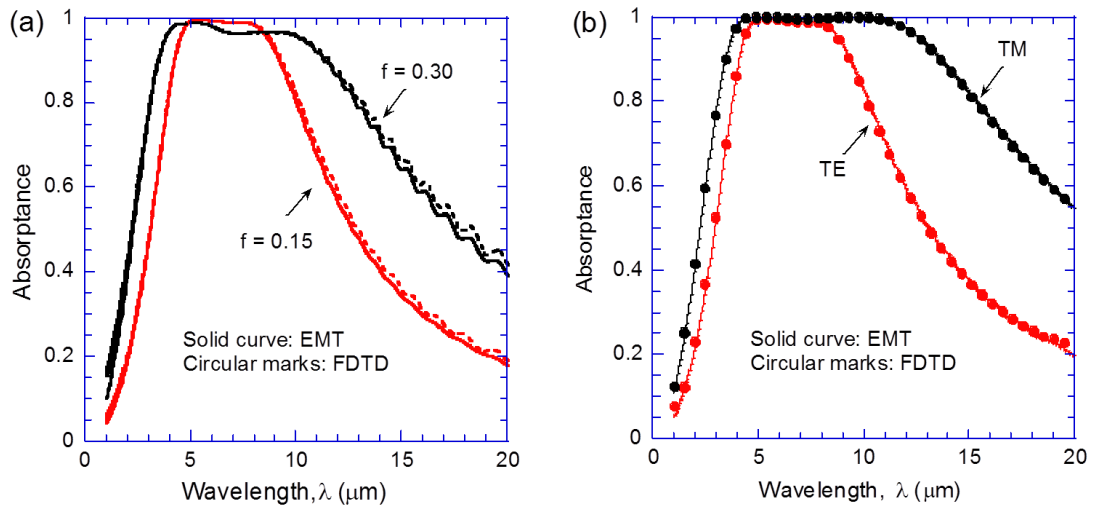 (a)
1
0.8
0.6
0.4
0.2
0
Absorptance
f = 0.30
f = 0.15
Solid curve: EMT
Circular marks: FDTD
0 5 10 15 20
Wavelength, λ (μm)
(b)
1
0.8
0.6
0.4
0.2
0
Absorptance
TM
TE
Solid curve: EMT
Circular marks: FDTD
0 5 10 15 20
Wavelength, λ (μm)